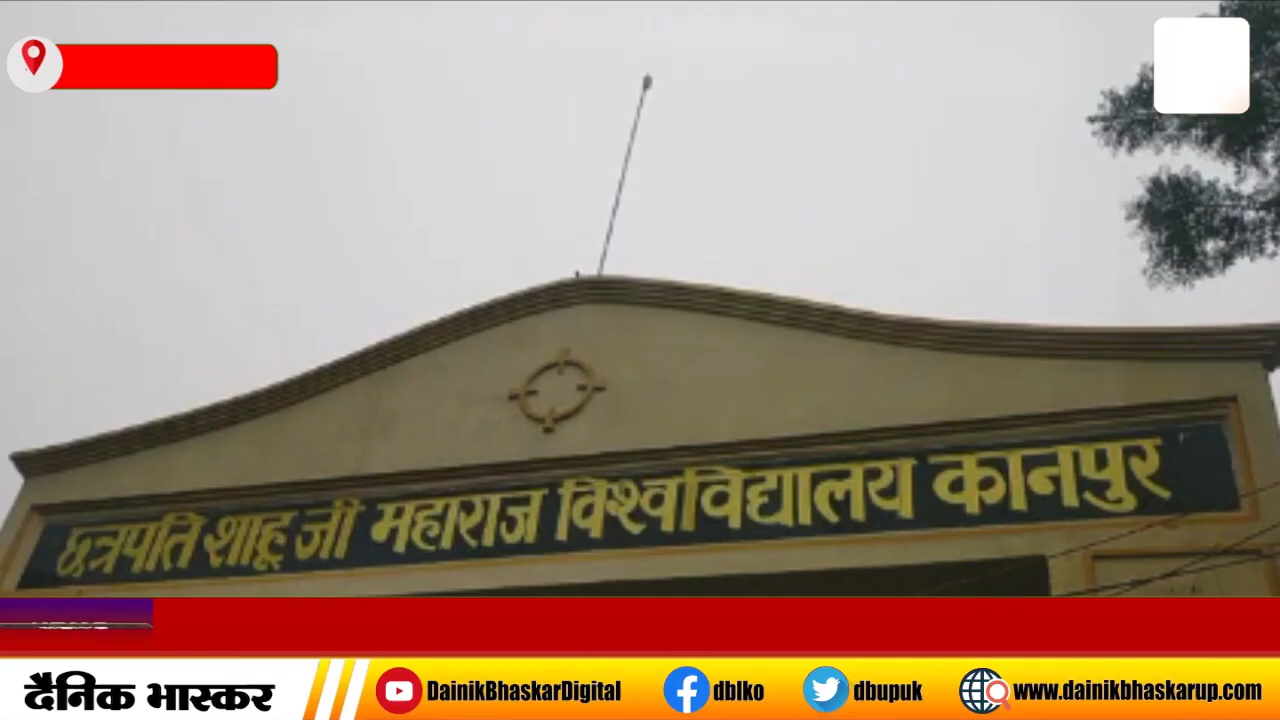 छत्रपति शाहू जी महाराज विश्वविद्यालय कानपुर
दैनिक भास्कर
DainikBhaskarDigital
dblko
dbupuk
www.dainikbhaskarup.com